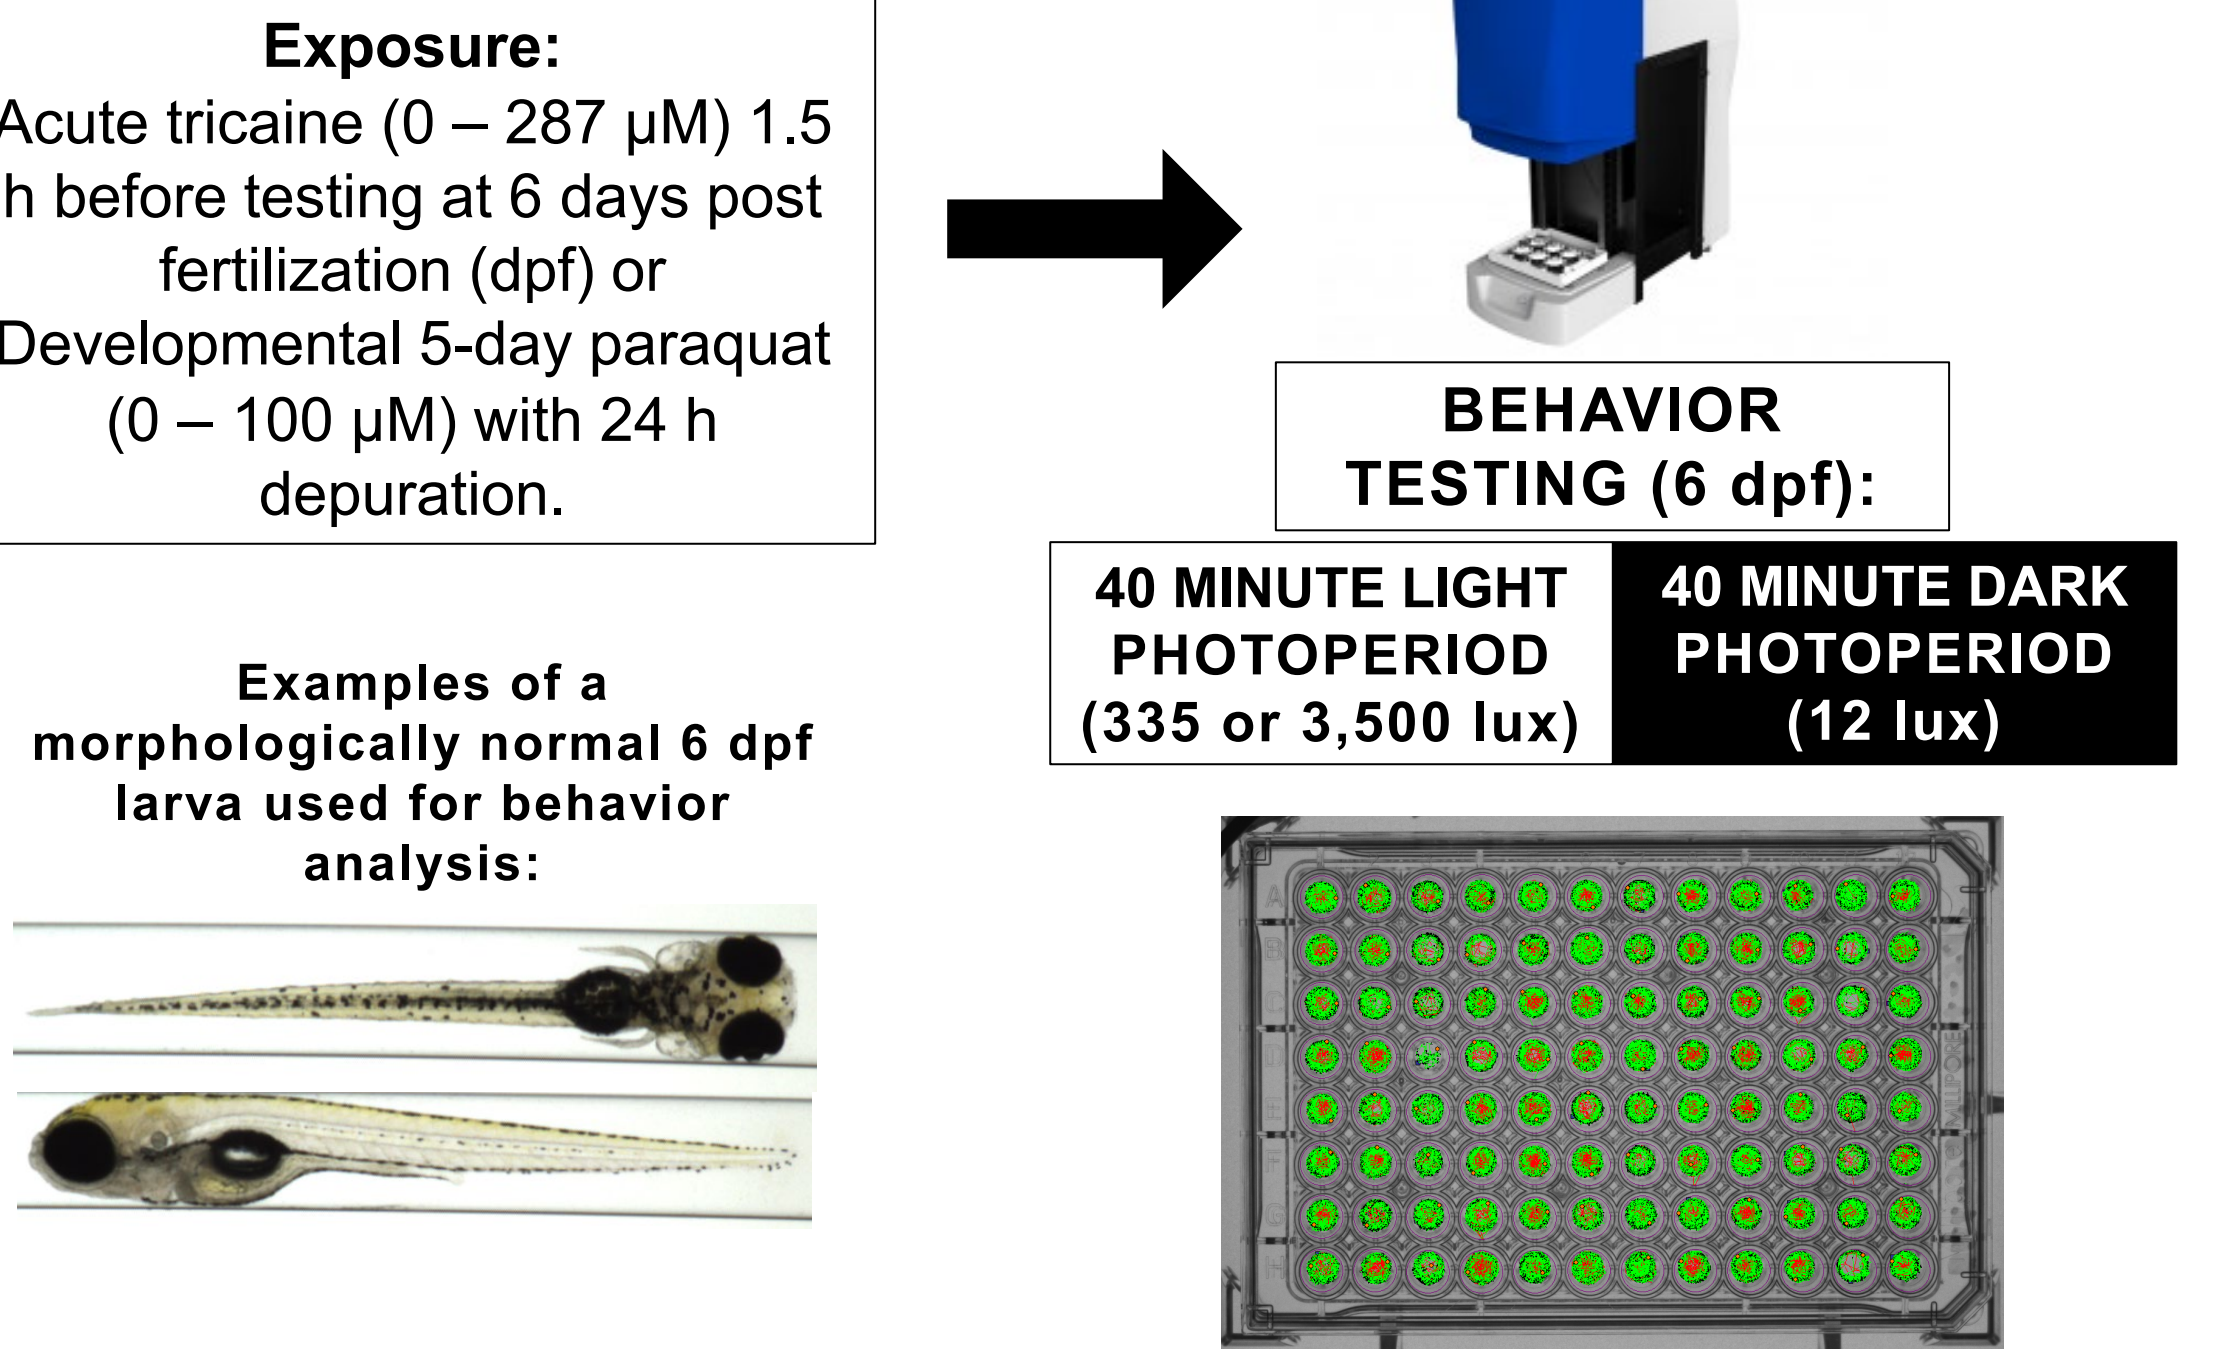 Exposure:
Acute tricaine (0 – 287 µM) 1.5
h before testing at 6 days post
fertilization (dpf) or
Developmental 5-day paraquat
(0 – 100 µM) with 24 h
depuration.
BEHAVIOR
TESTING (6 dpf):
40 MINUTE LIGHT
PHOTOPERIOD
(335 or 3,500 lux)
40 MINUTE DARK
PHOTOPERIOD
(12 lux)
Examples of a
morphologically normal 6 dpf
larva used for behavior
analysis:
A
B
C
D
E
F
G
H
MILLIPORE